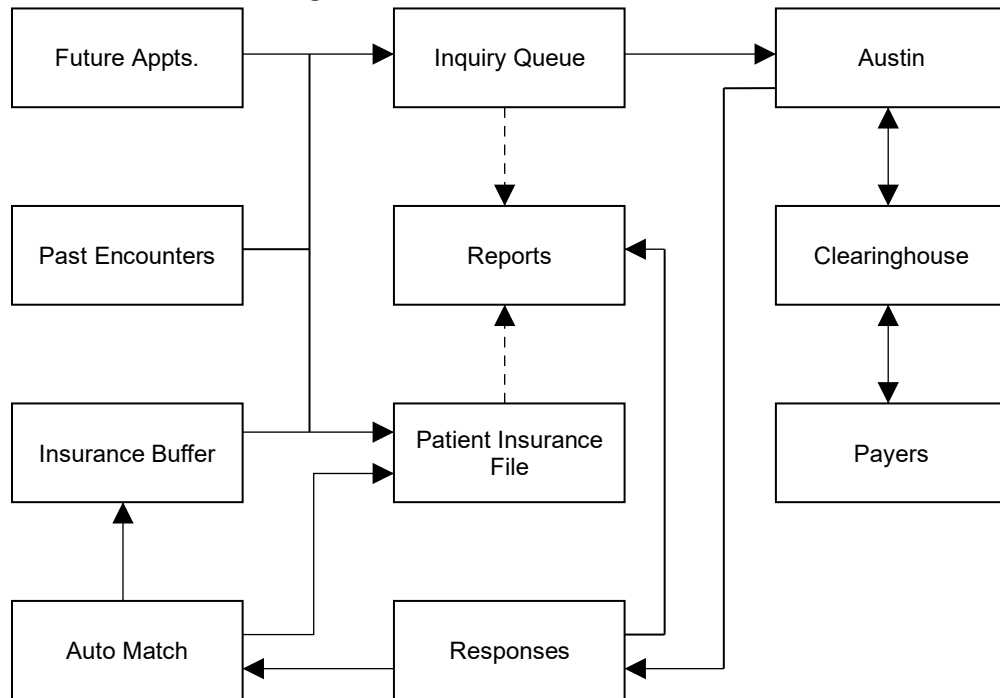 Future Appts.
Inquiry Queue
Austin
Past Encounters
Reports
Clearinghouse
Insurance Buffer
Patient Insurance
File
Payers
Auto Match
Responses